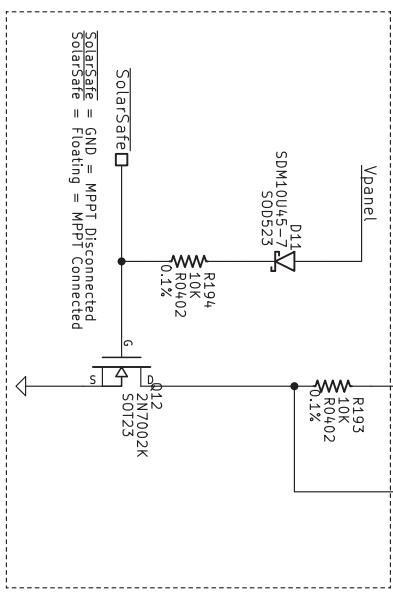 SolarSafe = GND = MPPT Disconnected
SolarSafe = Floating = MPPT Connected
SolarSafe
Vpanel
D11
SDM10U45-7
SOD523
R194
10K
R0402
0.1%
G
S
D
Q12
2N7002K
SOT23
R193
10K
R0402
0.1%